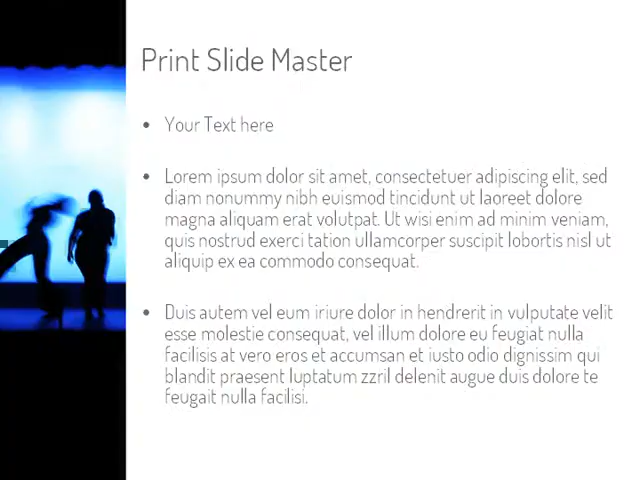 Print Slide Master
• Your Text here
• Lorem ipsum dolor sit amet, consectetuer adipiscing elit, sed
diam nonummy nibh euismod tincidunt ut laoreet dolore
magna aliquam erat volutpat. Ut wisi enim ad minim veniam,
quis nostrud exerci tation ullamcorper suscipit lobortis nisl ut
aliquip ex ea commodo consequat.
• Duis autem vel eum iriure dolor in hendrerit in vulputate velit
esse molestie consequat, vel illum dolore eu feugiat nulla
facilisis at vero eros et accumsan et iusto odio dignissim qui
blandit praesent luptatum zzril delenit augue duis dolore te
feugait nulla facilisi.